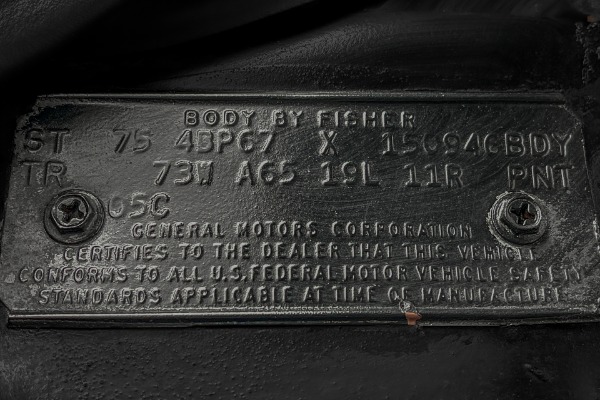 BODY BY FISHER
ST 75 4BP67 X 156946BDY
TR 73W A65 19L 11R PNT
05C
GENERAL MOTORS CORPORATION
CERTIFIES TO THE DEALER THAT THIS VEHICLE
CONFORMS TO ALL U.S. FEDERAL MOTOR VEHICLE SAFETY
STANDARDS APPLICABLE AT TIME OF MANUFACTURE